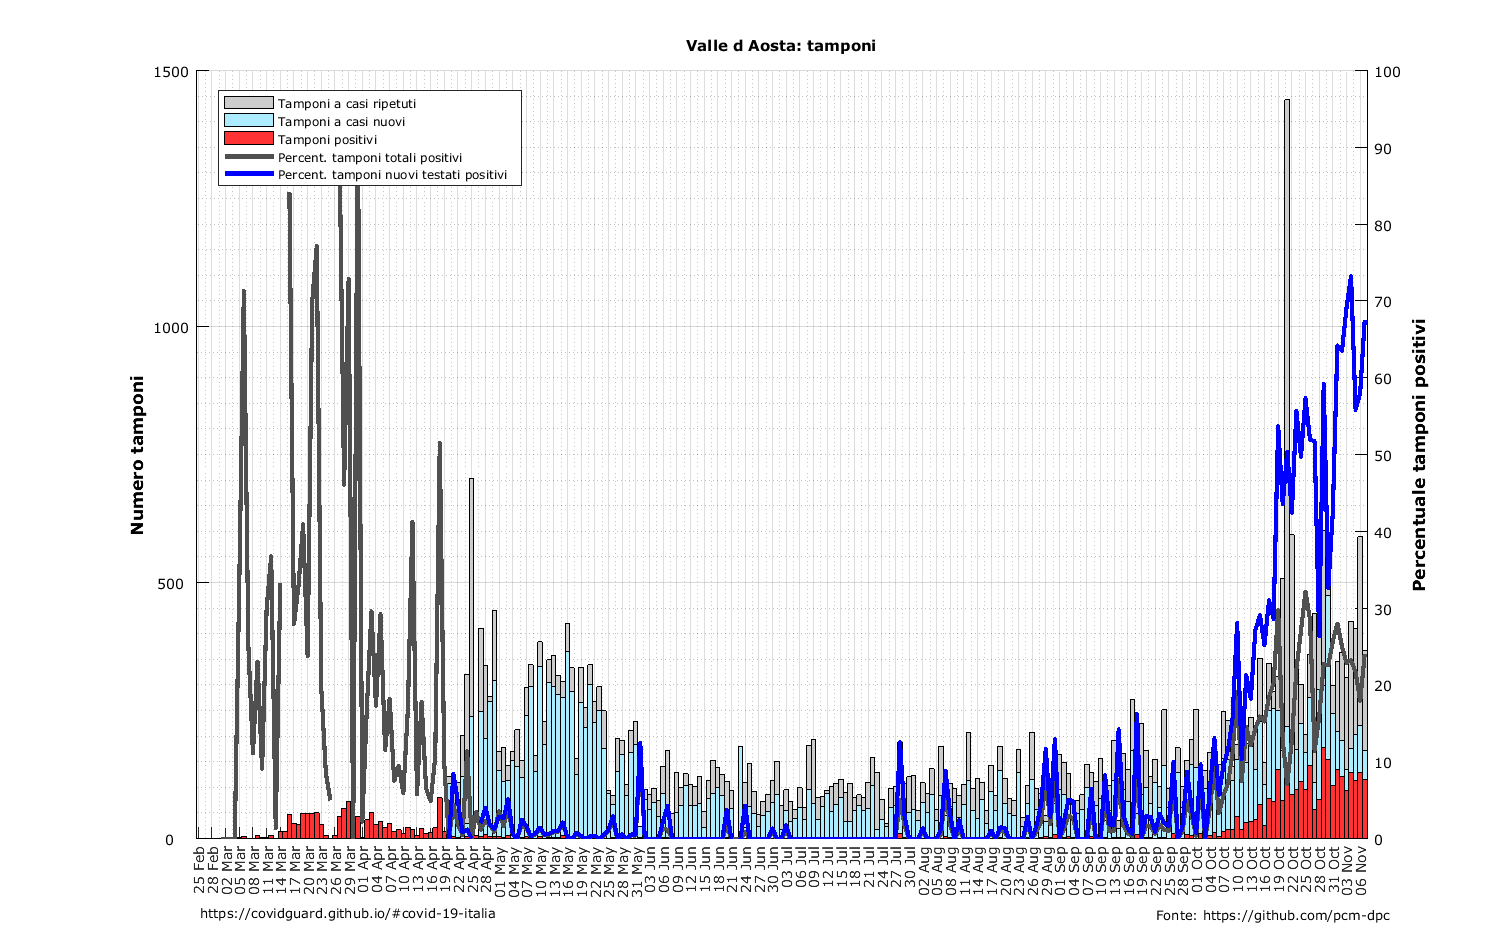 Valle d Aosta: tamponi
1500
1000
500
0
Numero tamponi
Tamponi a casi ripetuti
Tamponi a casi nuovi
Tamponi positivi
Percent. tamponi totali positivi
Percent. tamponi nuovi testati positivi
100
90
80
70
60
50
40
30
20
10
0
Percentuale tamponi positivi
25 Feb
28 Feb
02 Mar
05 Mar
08 Mar
11 Mar
14 Mar
17 Mar
20 Mar
23 Mar
26 Mar
29 Mar
01 Apr
04 Apr
07 Apr
10 Apr
13 Apr
16 Apr
19 Apr
22 Apr
25 Apr
28 Apr
01 May
04 May
07 May
10 May
13 May
16 May
19 May
22 May
25 May
28 May
31 May
03 Jun
06 Jun
09 Jun
12 Jun
15 Jun
18 Jun
21 Jun
24 Jun
27 Jun
30 Jun
03 Jul
06 Jul
09 Jul
12 Jul
15 Jul
18 Jul
21 Jul
24 Jul
27 Jul
30 Jul
02 Aug
05 Aug
08 Aug
11 Aug
14 Aug
17 Aug
20 Aug
23 Aug
26 Aug
29 Aug
01 Sep
04 Sep
07 Sep
10 Sep
13 Sep
16 Sep
19 Sep
22 Sep
25 Sep
28 Sep
01 Oct
04 Oct
07 Oct
10 Oct
13 Oct
16 Oct
19 Oct
22 Oct
25 Oct
28 Oct
31 Oct
03 Nov
06 Nov
https://covidguard.github.io/#covid-19-italia
Fonte: https://github.com/pcm-dpc